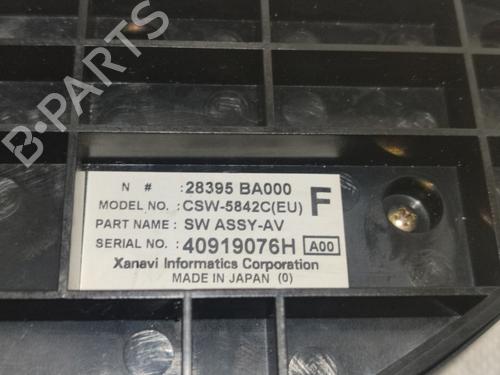 B-PARTS
N #  :28395 BA000
MODEL NO. :CSW-5842C(EU) F
PART NAME : SW ASSY-AV
SERIAL NO. :40919076H A00
Xanavi Informatics Corporation
MADE IN JAPAN (0)